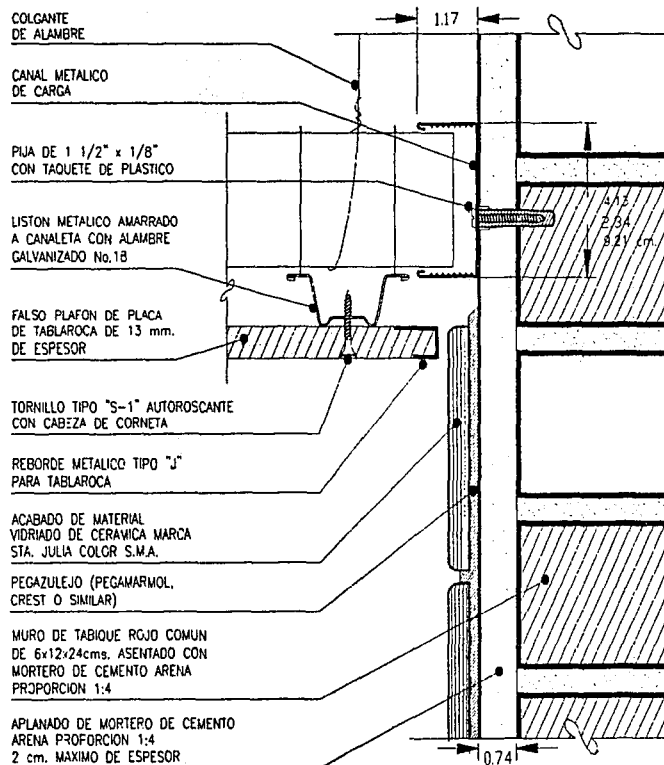 COLGANTE
DE ALAMBRE
1.17
CANAL METALICO
DE CARGA
PIJA DE 1 1/2" x 1/8"
CON TAQUETE DE PLASTICO
4.13
2.34
9.21 cm.
LISTON METALICO AMARRADO
A CANALETA CON ALAMBRE
GALVANIZADO No.18
FALSO PLAFON DE PLACA
DE TABLAROCA DE 13 mm.
DE ESPESOR
TORNILLO TIPO "S-1" AUTOROSCANTE
CON CABEZA DE CORNETA
REBORDE METALICO TIPO "J"
PARA TABLAROCA
ACABADO DE MATERIAL
VIDRIADO DE CERAMICA MARCA
STA. JULIA COLOR S.M.A.
PEGAZULEJO (PEGAMARMOL,
CREST O SIMILAR)
MURO DE TABIQUE ROJO COMUN
DE 6x12x24cms. ASENTADO CON
MORTERO DE CEMENTO ARENA
PROPORCION 1:4
APLANADO DE MORTERO DE CEMENTO
ARENA PROPORCION 1:4
2 cm. MAXIMO DE ESPESOR
0.74